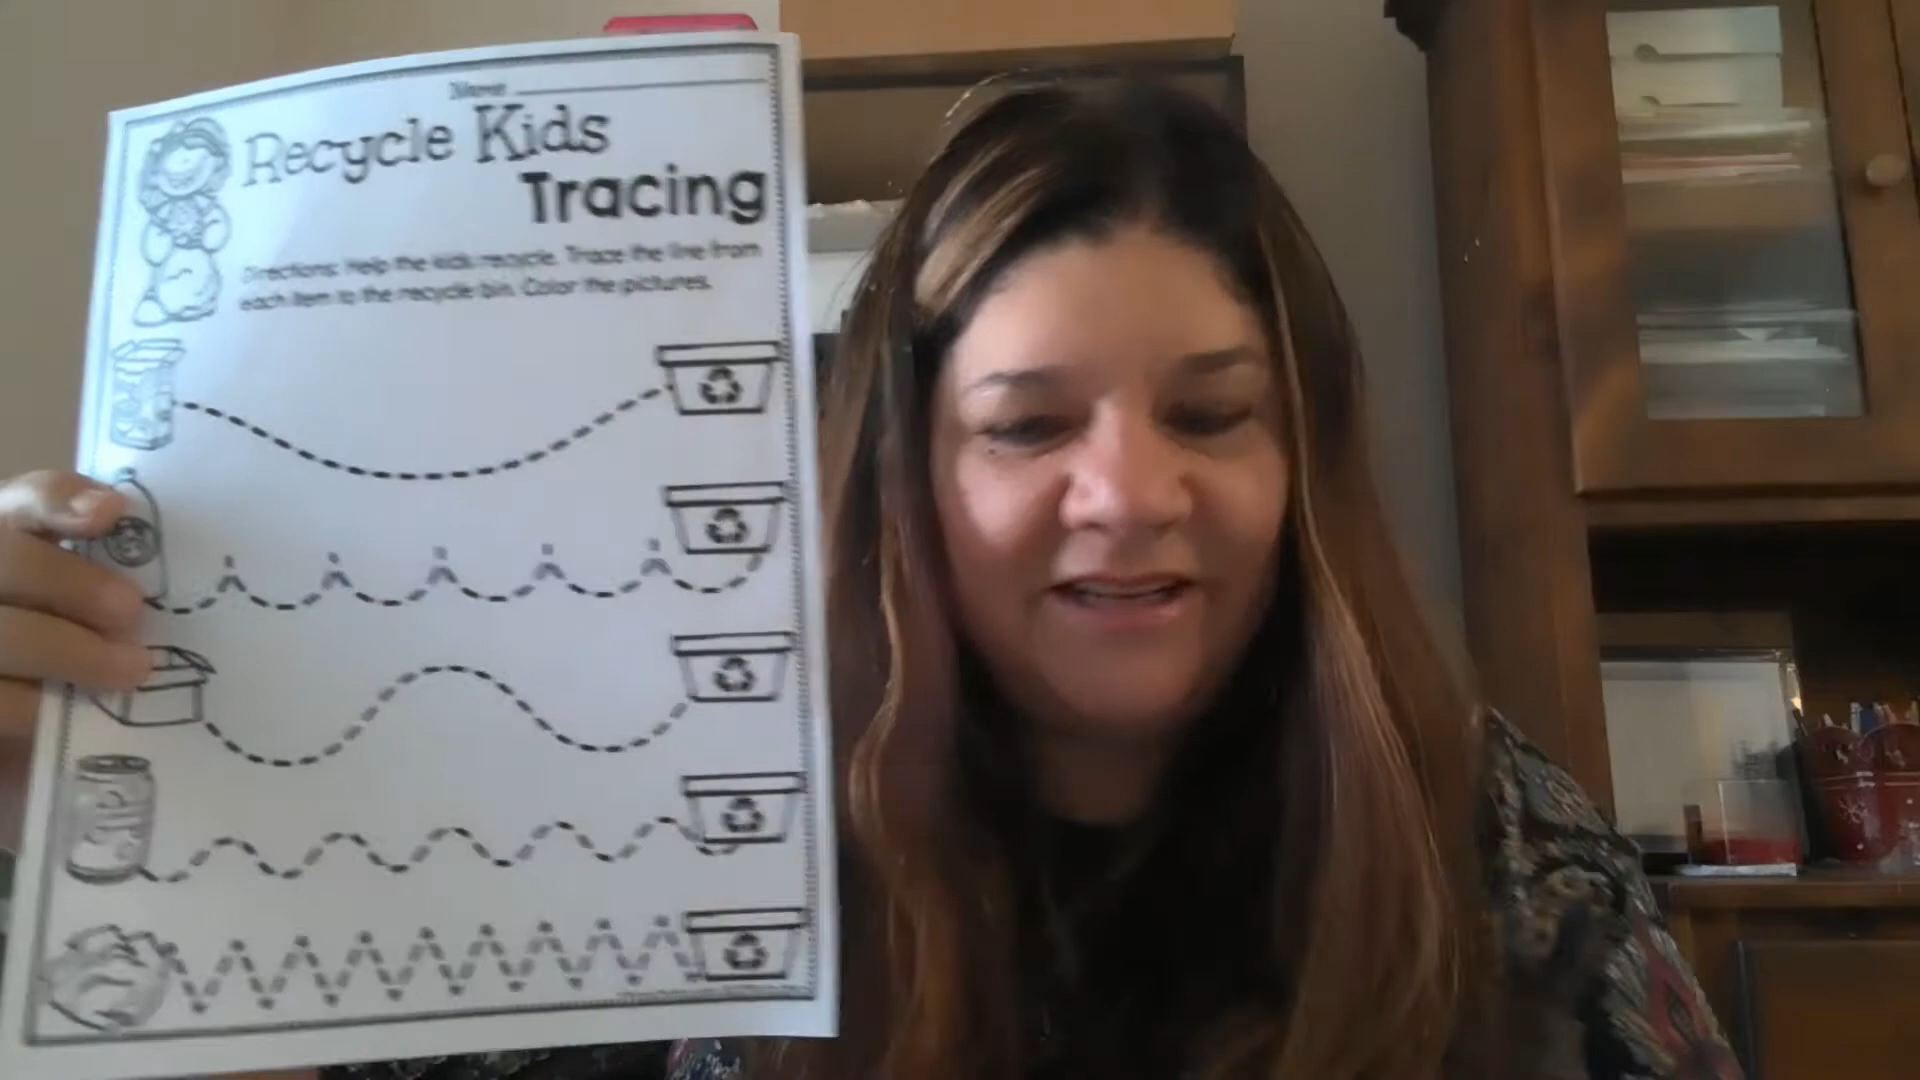 Name
Recycle Kids
Tracing
Directions: Help the kids recycle. Trace the line from
each item to the recycle bin. Color the pictures.